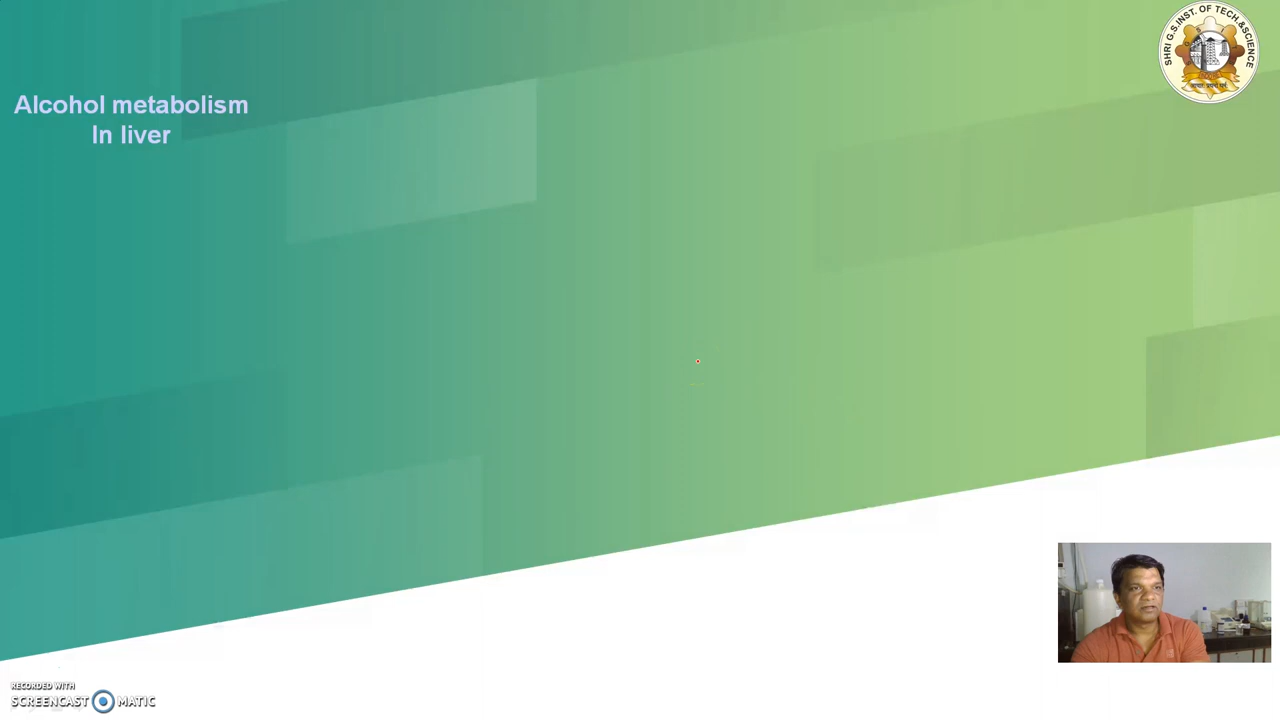 SHRI G.S.INST. OF TECH.&SCIENCE
Alcohol metabolism
In liver
RECORDED WITH
SCREENCAST MATIC